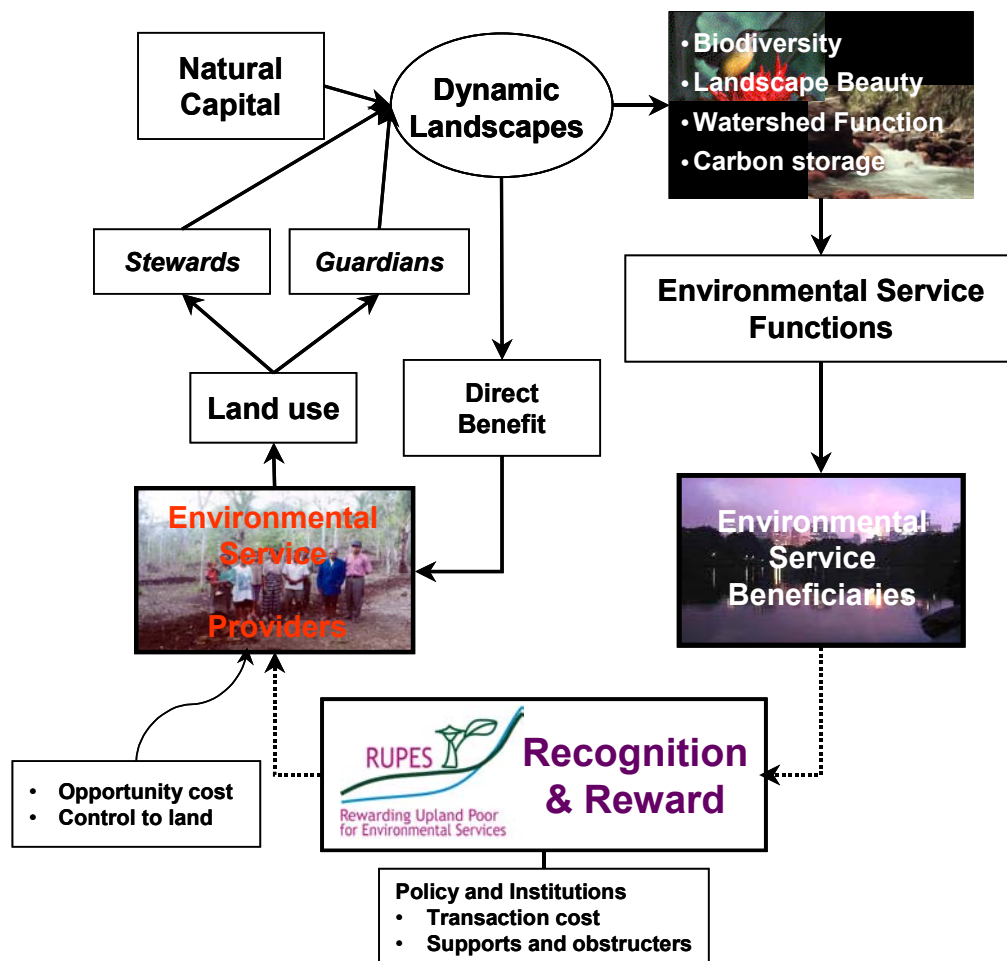 Natural
Capital
Dynamic
Landscapes
• Biodiversity
• Landscape Beauty
• Watershed Function
• Carbon storage
Stewards
Guardians
Environmental Service
Functions
Land use
Direct
Benefit
Environmental
Service
Providers
Environmental
Service
Beneficiaries
RUPES
Rewarding Upland Poor
for Environmental Services
Recognition
& Reward
• Opportunity cost
• Control to land
Policy and Institutions
• Transaction cost
• Supports and obstructers